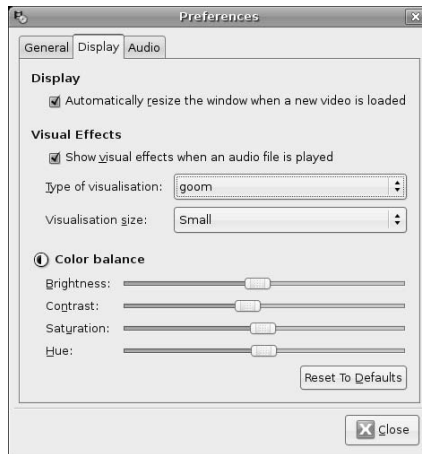 Preferences
General Display Audio
Display
Automatically resize the window when a new video is loaded
Visual Effects
Show visual effects when an audio file is played
Type of visualisation: goom
Visualisation size: Small
Color balance
Brightness:
Contrast:
Saturation:
Hue:
Reset To Defaults
Close